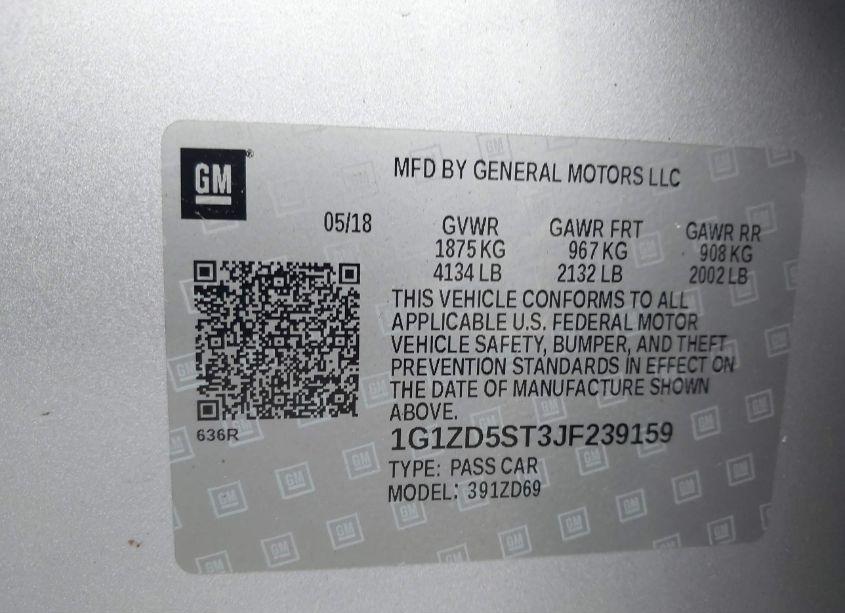 GM®
MFD BY GENERAL MOTORS LLC
05/18
GVWR GAWR FRT GAWR RR
1875 KG 967 KG 908 KG
4134 LB 2132 LB 2002 LB
THIS VEHICLE CONFORMS TO ALL
APPLICABLE U.S. FEDERAL MOTOR
VEHICLE SAFETY, BUMPER, AND THEFT
PREVENTION STANDARDS IN EFFECT ON
THE DATE OF MANUFACTURE SHOWN
ABOVE.
636R
1G1ZD5ST3JF239159
TYPE: PASS CAR
MODEL: 391ZD69